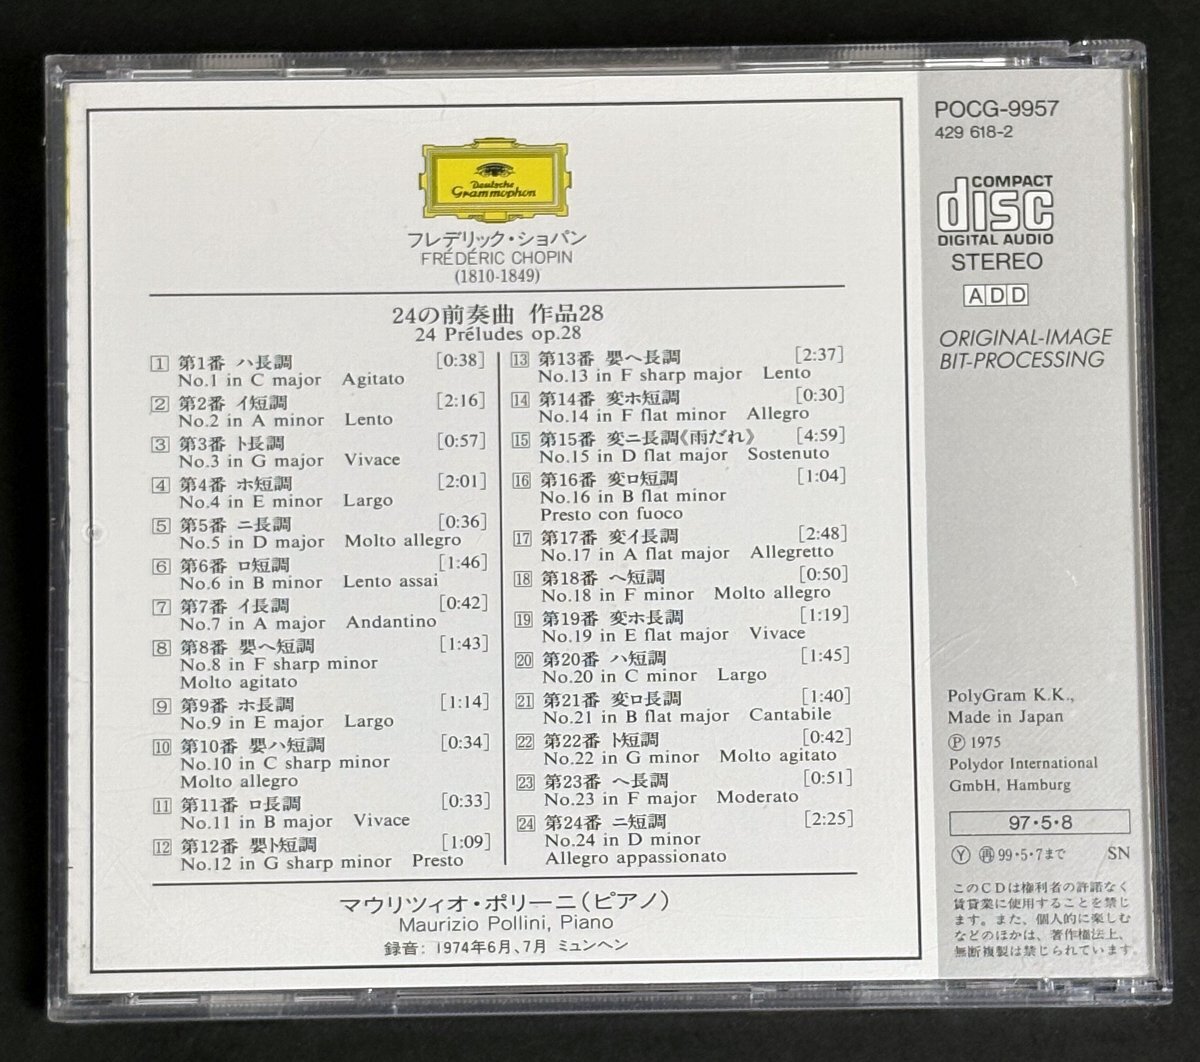 Deutsche
Grammophon
フレデリック・ショパン
FRÉDÉRIC CHOPIN
(1810-1849)
24の前奏曲 作品28
24 Préludes op.28
1 第1番 ハ長調 [0:38]
No.1 in C major Agitato
2 第2番 イ短調 [2:16]
No.2 in A minor Lento
3 第3番 ト長調 [0:57]
No.3 in G major Vivace
4 第4番 ホ短調 [2:01]
No.4 in E minor Largo
5 第5番 ニ長調 [0:36]
No.5 in D major Molto allegro
6 第6番 ロ短調 [1:46]
No.6 in B minor Lento assai
7 第7番 イ長調 [0:42]
No.7 in A major Andantino
8 第8番 嬰ヘ短調 [1:43]
No.8 in F sharp minor
Molto agitato
9 第9番 ホ長調 [1:14]
No.9 in E major Largo
10 第10番 嬰ハ短調 [0:34]
No.10 in C sharp minor
Molto allegro
11 第11番 ロ長調 [0:33]
No.11 in B major Vivace
12 第12番 嬰ト短調 [1:09]
No.12 in G sharp minor Presto
13 第13番 嬰ヘ長調 [2:37]
No.13 in F sharp major Lento
14 第14番 変ホ短調 [0:30]
No.14 in F flat minor Allegro
15 第15番 変ニ長調《雨だれ》 [4:59]
No.15 in D flat major Sostenuto
16 第16番 変ロ短調 [1:04]
No.16 in B flat minor
Presto con fuoco
17 第17番 変イ長調 [2:48]
No.17 in A flat major Allegretto
18 第18番 ヘ短調 [0:50]
No.18 in F minor Molto allegro
19 第19番 変ホ長調 [1:19]
No.19 in E flat major Vivace
20 第20番 ハ短調 [1:45]
No.20 in C minor Largo
21 第21番 変ロ長調 [1:40]
No.21 in B flat major Cantabile
22 第22番 ト短調 [0:42]
No.22 in G minor Molto agitato
23 第23番 ヘ長調 [0:51]
No.23 in F major Moderato
24 第24番 ニ短調 [2:25]
No.24 in D minor
Allegro appassionato
マウリツィオ・ポリーニ(ピアノ)
Maurizio Pollini, Piano
録音: 1974年6月、7月 ミュンヘン
POCG-9957
429 618-2
COMPACT
disc
DIGITAL AUDIO
STEREO
ADD
ORIGINAL-IMAGE
BIT-PROCESSING
PolyGram K.K.,
Made in Japan
Ⓟ 1975
Polydor International
GmbH, Hamburg
97・5・8
Ⓨ ㊢99・5・7まで SN
このCDは権利者の許諾なく
賃貸業に使用することを禁じ
ます。また、個人的に楽しむ
などのほかは、著作権法上、
無断複製は禁じられています。